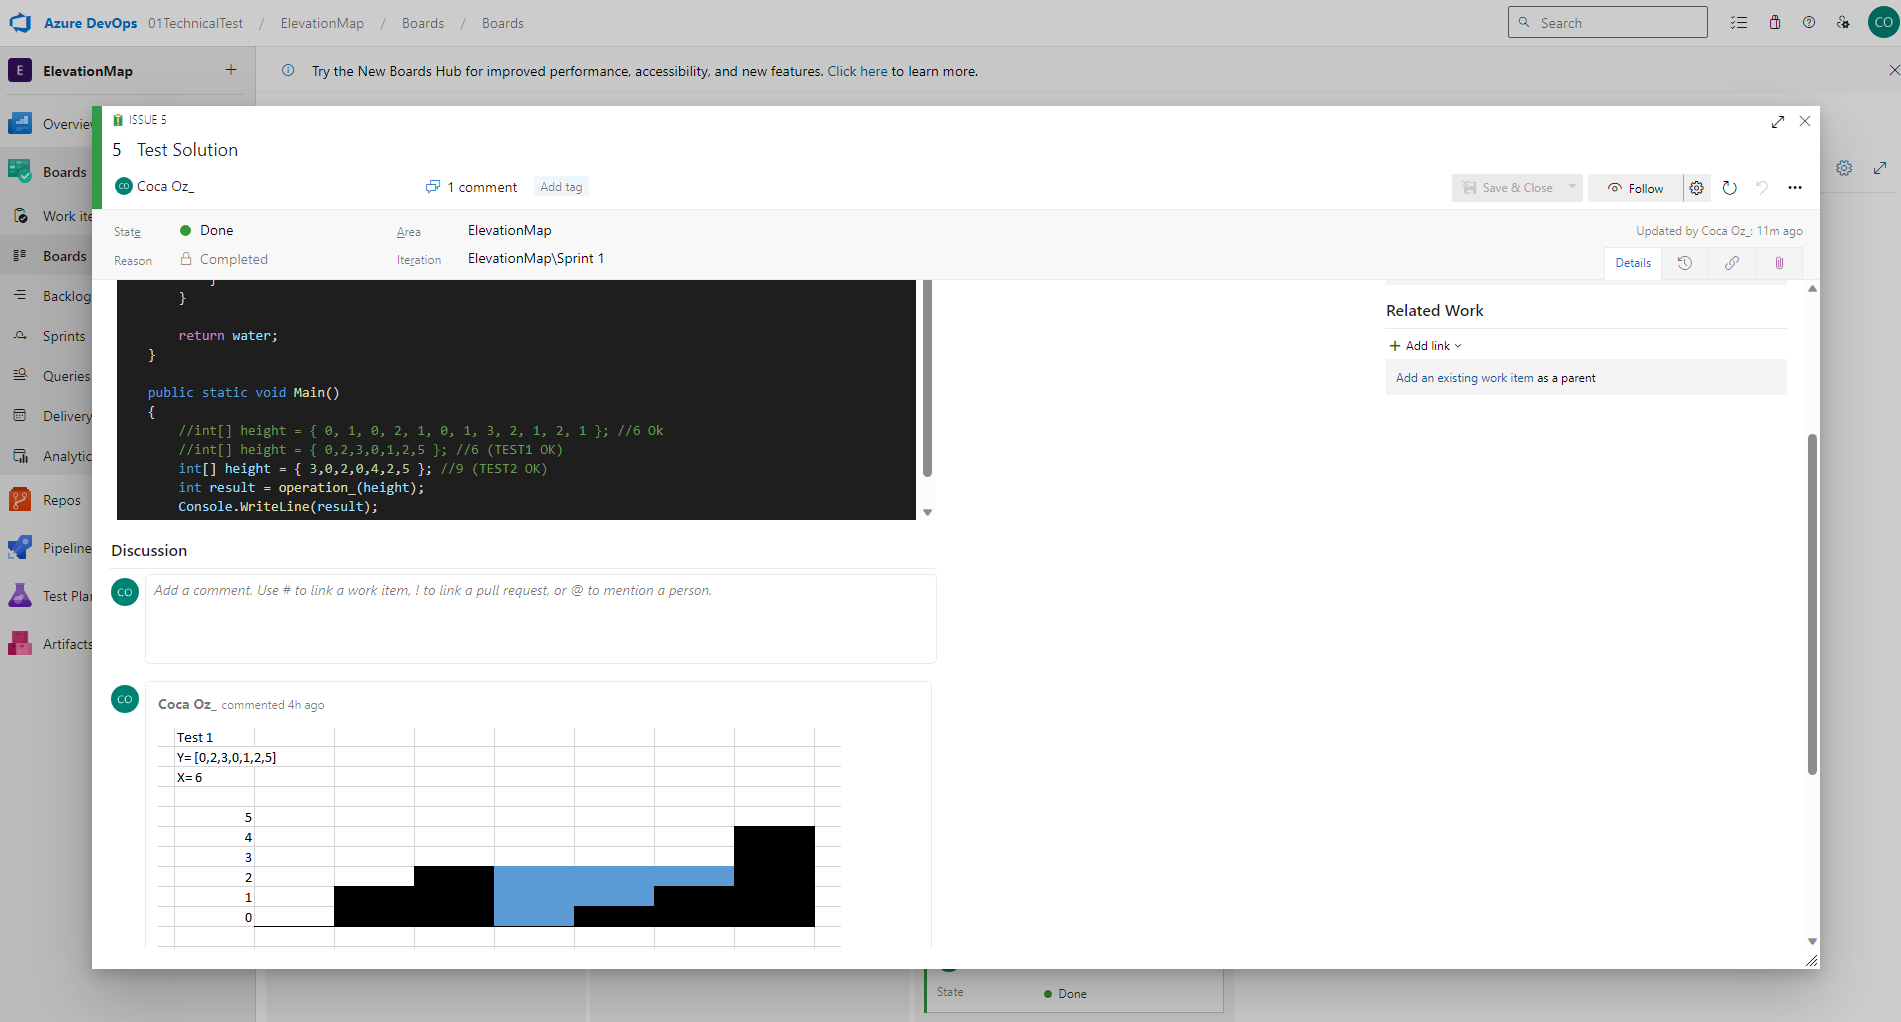 Azure DevOps 01TechnicalTest / ElevationMap / Boards / Boards
Search
CO
E ElevationMap +
Try the New Boards Hub for improved performance, accessibility, and new features. Click here to learn more.
Overvie
Boards
Work ite
Boards
Backlog
Sprints
Queries
Delivery
Analytic
Repos
Pipeline
Test Plan
Artifacts
ISSUE 5
5 Test Solution
CO Coca Oz_
1 comment
Add tag
Save & Close
Follow
State
Done
Area
ElevationMap
Updated by Coca Oz_: 11m ago
Reason
Completed
Iteration
ElevationMap\Sprint 1
Details
}
}
return water;
}
public static void Main()
{
//int[] height = { 0, 1, 0, 2, 1, 0, 1, 3, 2, 1, 2, 1 }; //6 Ok
//int[] height = { 0,2,3,0,1,2,5 }; //6 (TEST1 OK)
int[] height = { 3,0,2,0,4,2,5 }; //9 (TEST2 OK)
int result = operation_(height);
Console.WriteLine(result);
Related Work
+ Add link
Add an existing work item as a parent
Discussion
CO
Add a comment. Use # to link a work item, ! to link a pull request, or @ to mention a person.
CO
Coca Oz_ commented 4h ago
Test 1
Y= [0,2,3,0,1,2,5]
X= 6
5
4
3
2
1
0
State
Done